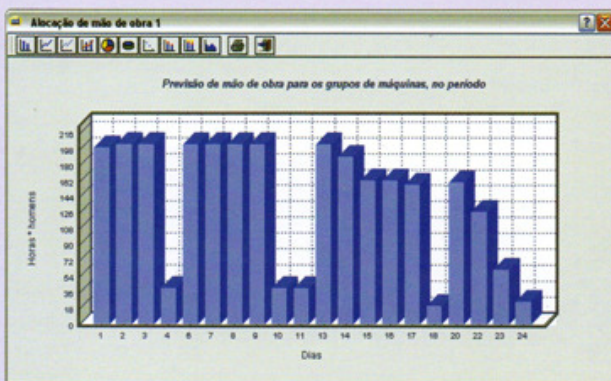 Alocação de mão de obra 1
Previsão de mão de obra para os grupos de máquinas, no período
Horas * homens
216
198
180
162
144
126
108
90
72
54
36
18
0
1 2 3 4 6 7 8 9 10 11 13 14 15 16 17 18 20 22 23 24
Dias